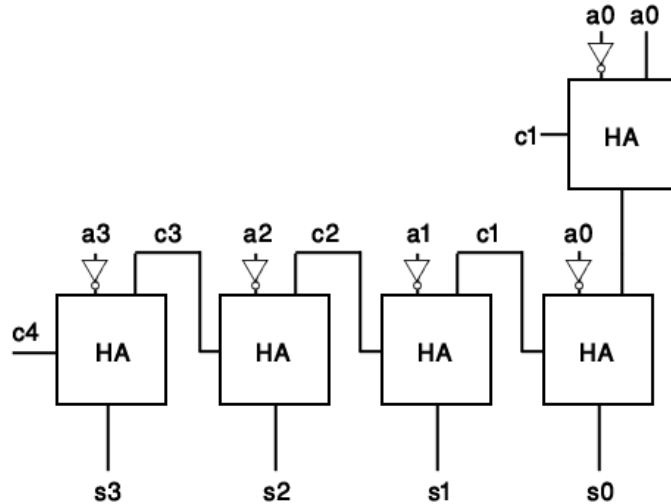 a0 a0
c1 HA
a3 c3 a2 c2 a1 c1 a0
c4 HA HA HA HA
s3 s2 s1 s0